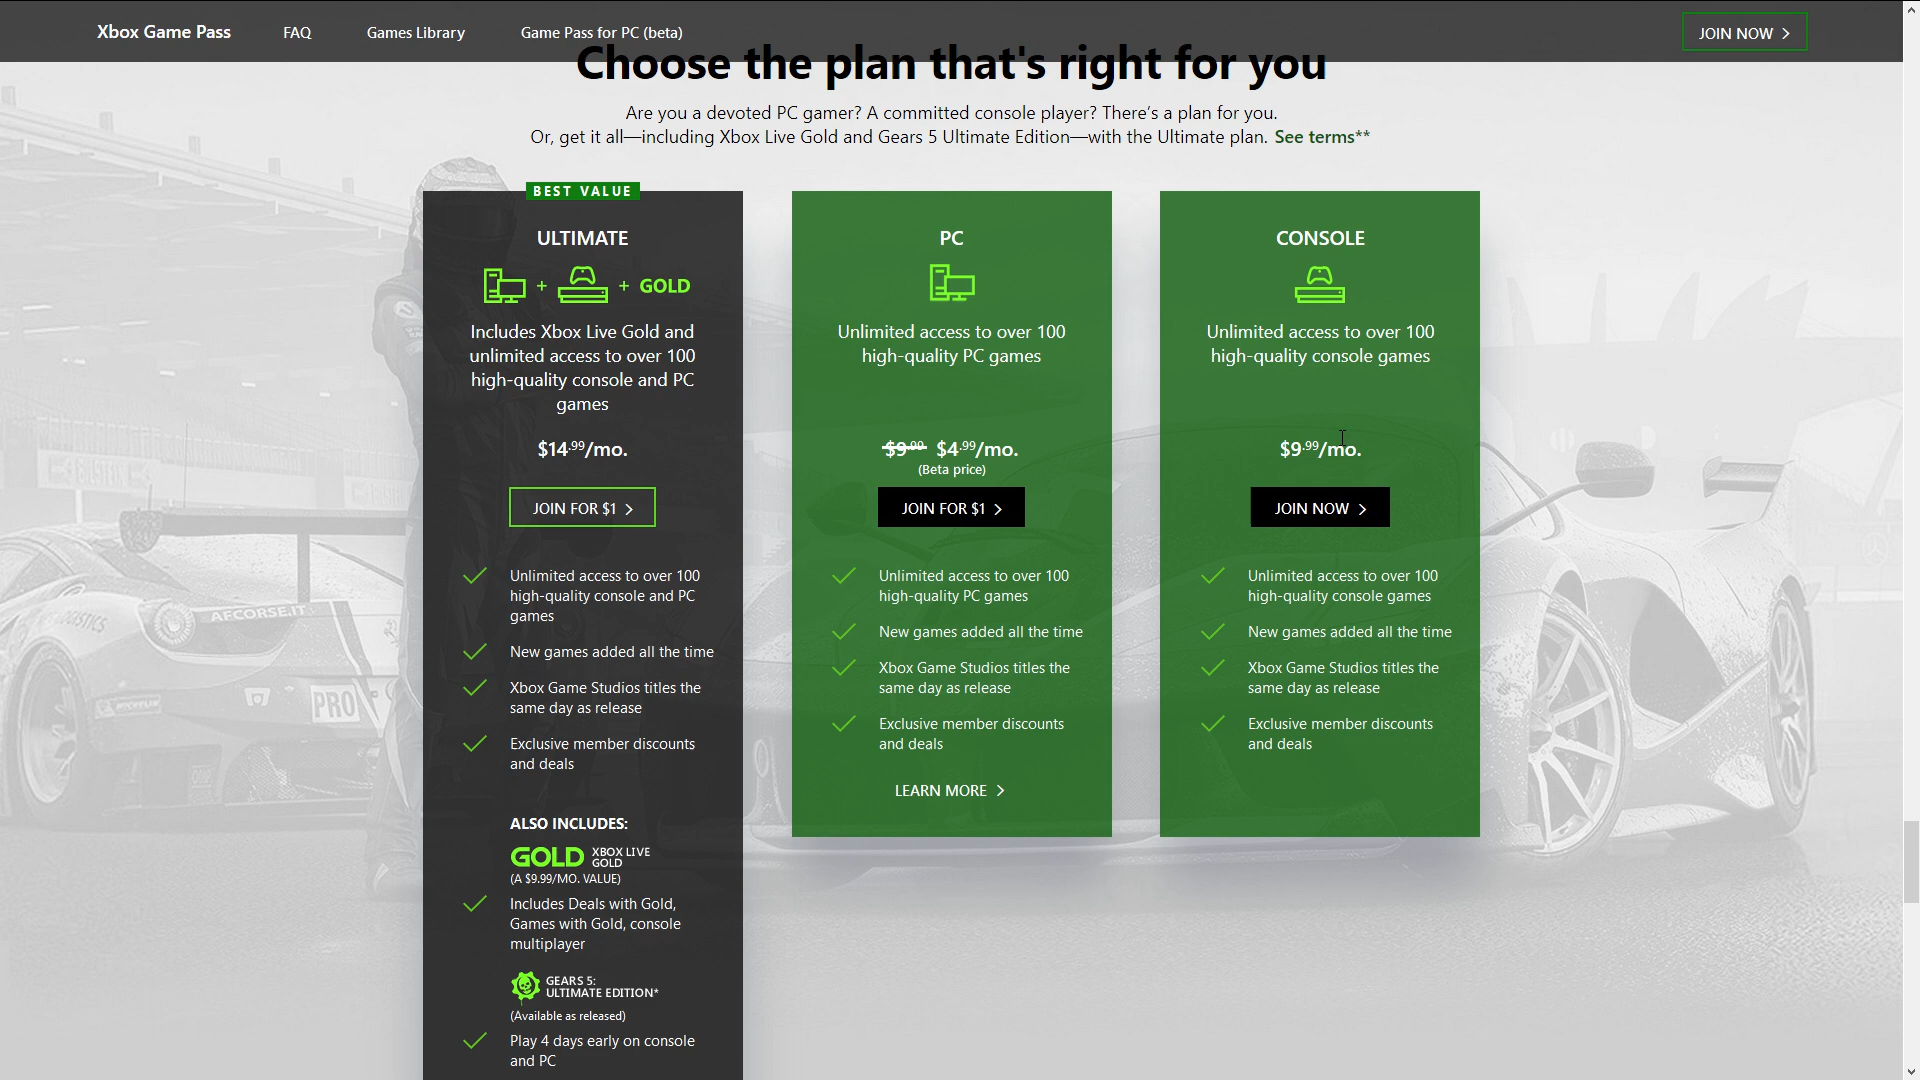 Xbox Game Pass
FAQ
Games Library
Game Pass for PC (beta)
JOIN NOW
Choose the plan that's right for you
Are you a devoted PC gamer? A committed console player? There's a plan for you.
Or, get it all—including Xbox Live Gold and Gears 5 Ultimate Edition—with the Ultimate plan. See terms**
BEST VALUE
ULTIMATE
+ + GOLD
Includes Xbox Live Gold and
unlimited access to over 100
high-quality console and PC
games
$14.99/mo.
JOIN FOR $1
Unlimited access to over 100
high-quality console and PC
games
New games added all the time
Xbox Game Studios titles the
same day as release
Exclusive member discounts
and deals
ALSO INCLUDES:
GOLD XBOX LIVE
GOLD
(A $9.99/MO. VALUE)
Includes Deals with Gold,
Games with Gold, console
multiplayer
GEARS 5:
ULTIMATE EDITION*
(Available as released)
Play 4 days early on console
and PC
PC
Unlimited access to over 100
high-quality PC games
$9.99 $4.99/mo.
(Beta price)
JOIN FOR $1
Unlimited access to over 100
high-quality PC games
New games added all the time
Xbox Game Studios titles the
same day as release
Exclusive member discounts
and deals
LEARN MORE
CONSOLE
Unlimited access to over 100
high-quality console games
$9.99/mo.
JOIN NOW
Unlimited access to over 100
high-quality console games
New games added all the time
Xbox Game Studios titles the
same day as release
Exclusive member discounts
and deals
AFCORSE.IT
PRO